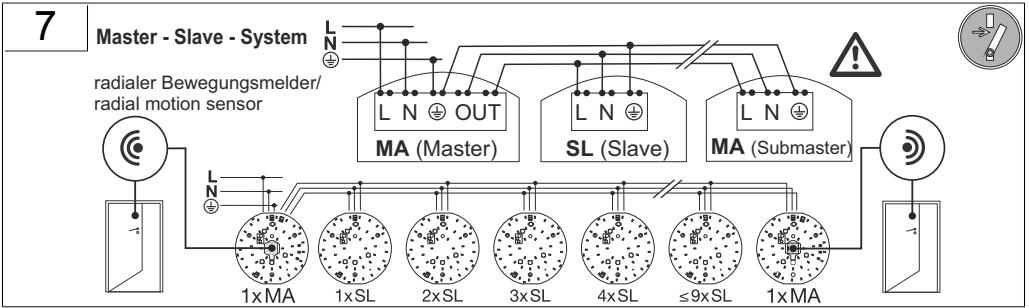 7
Master - Slave - System
L
N
radialer Bewegungsmelder/
radial motion sensor
L N ⏚ OUT
MA (Master)
L N ⏚
SL (Slave)
L N ⏚
MA (Submaster)
L
N
1xMA
1xSL
2xSL
3xSL
4xSL
≤9xSL
1xMA